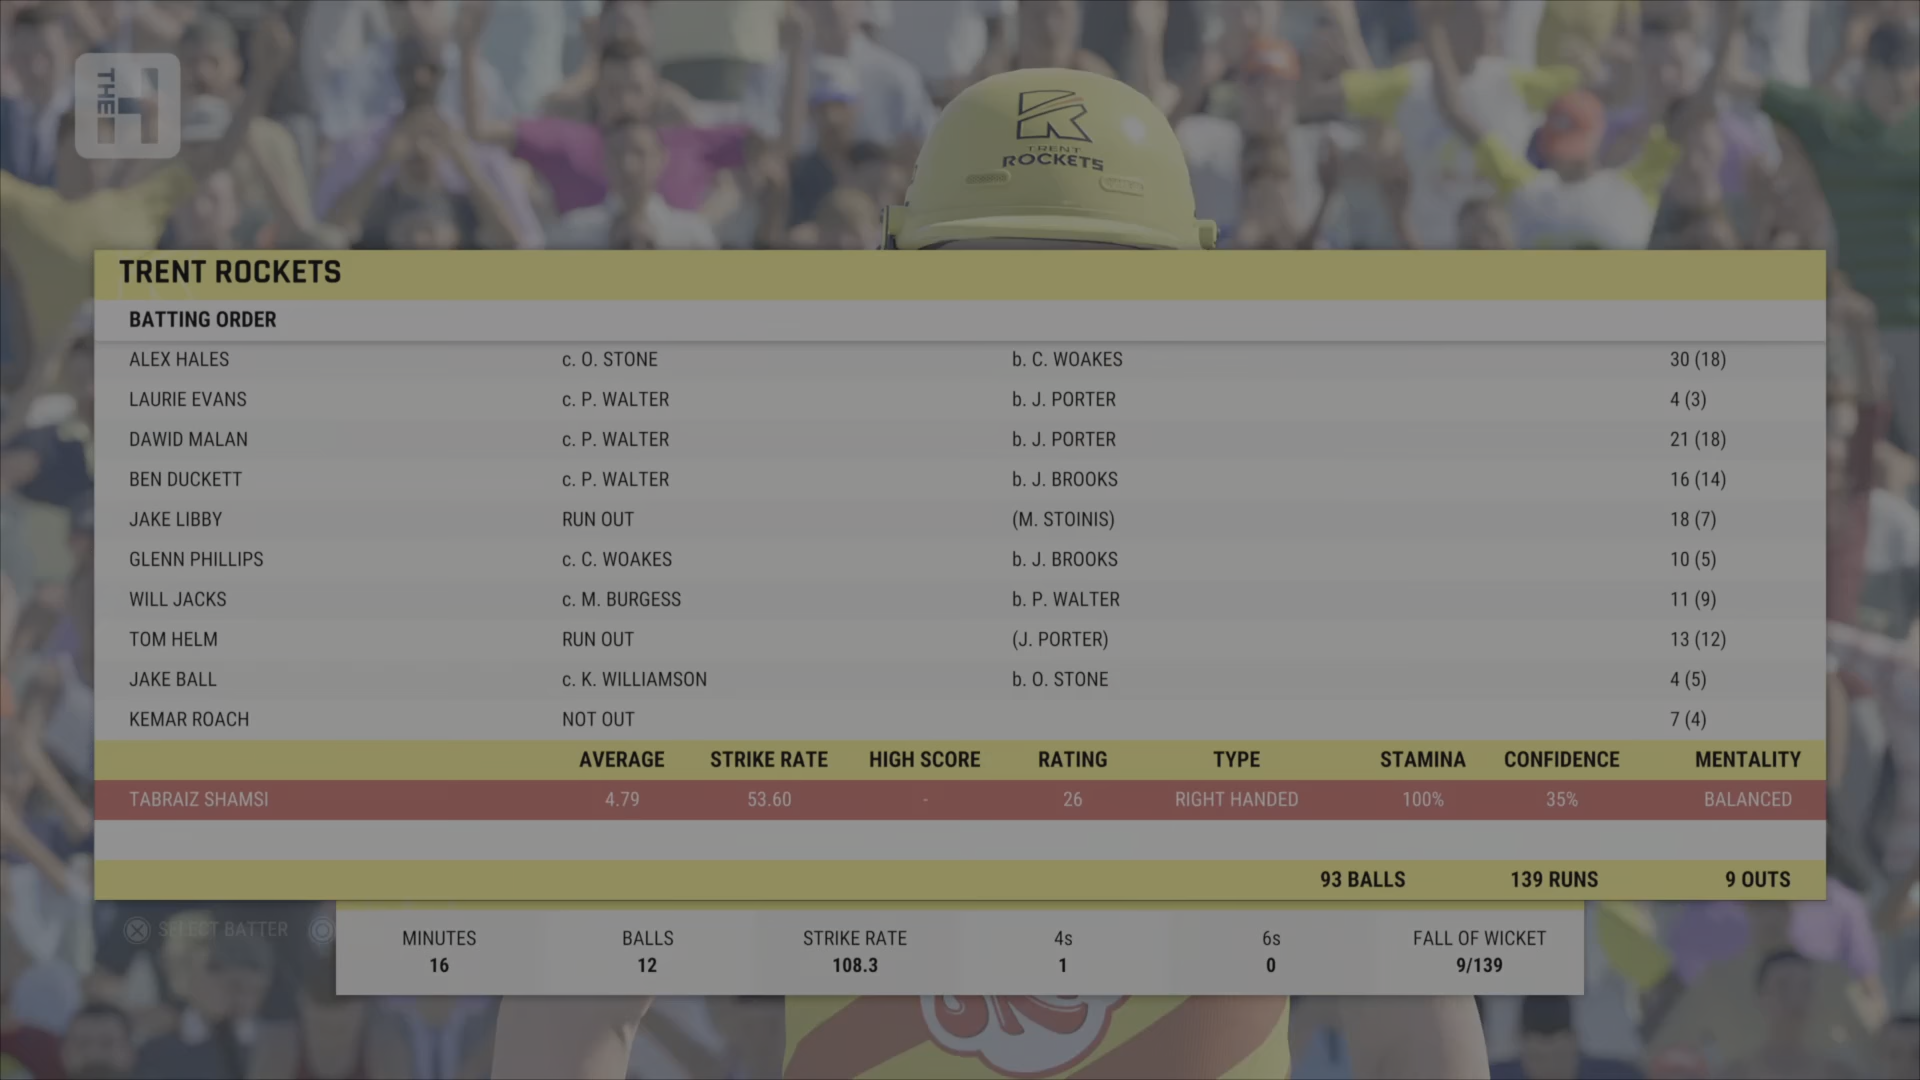 THE
TRENT
ROCKETS
TRENT ROCKETS
BATTING ORDER
ALEX HALES c. O. STONE b. C. WOAKES 30 (18)
LAURIE EVANS c. P. WALTER b. J. PORTER 4 (3)
DAWID MALAN c. P. WALTER b. J. PORTER 21 (18)
BEN DUCKETT c. P. WALTER b. J. BROOKS 16 (14)
JAKE LIBBY RUN OUT (M. STOINIS) 18 (7)
GLENN PHILLIPS c. C. WOAKES b. J. BROOKS 10 (5)
WILL JACKS c. M. BURGESS b. P. WALTER 11 (9)
TOM HELM RUN OUT (J. PORTER) 13 (12)
JAKE BALL c. K. WILLIAMSON b. O. STONE 4 (5)
KEMAR ROACH NOT OUT 7 (4)
AVERAGE STRIKE RATE HIGH SCORE RATING TYPE STAMINA CONFIDENCE MENTALITY
TABRAIZ SHAMSI 4.79 53.60 - 26 RIGHT HANDED 100% 35% BALANCED
93 BALLS 139 RUNS 9 OUTS
SELECT BATTER
MINUTES BALLS STRIKE RATE 4s 6s FALL OF WICKET
16 12 108.3 1 0 9/139